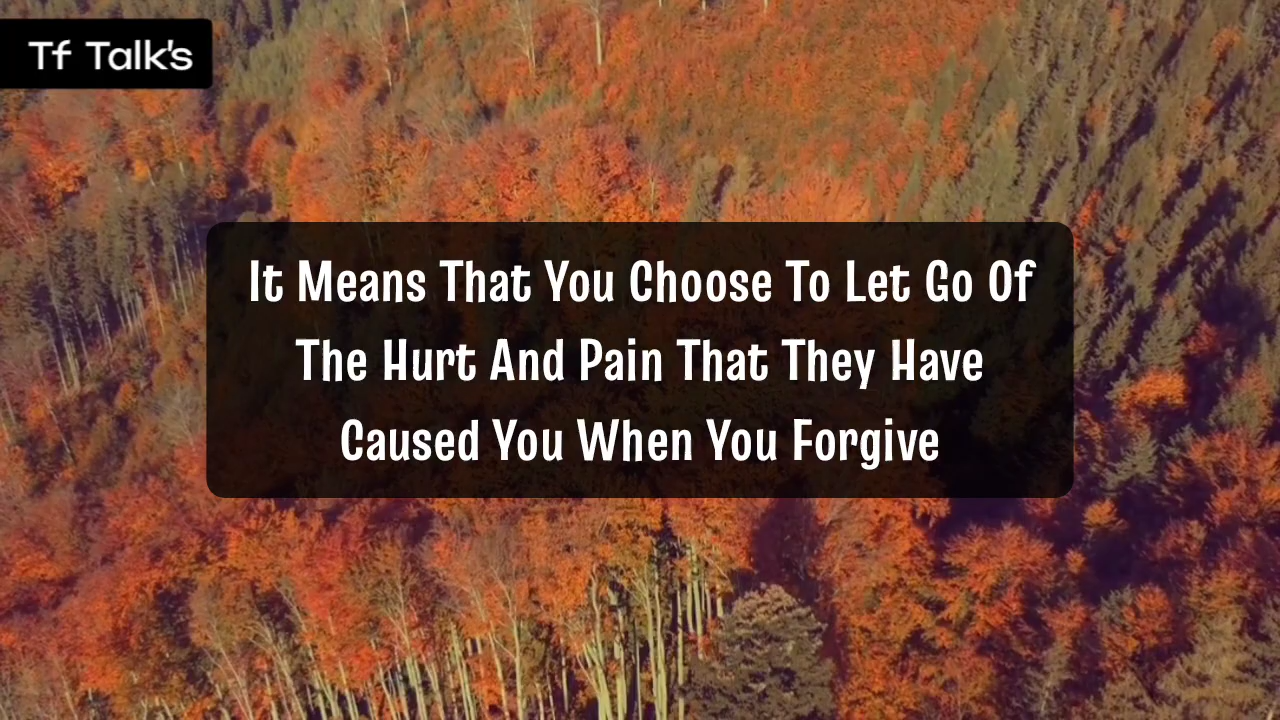 Tf Talk's
It Means That You Choose To Let Go Of
The Hurt And Pain That They Have
Caused You When You Forgive